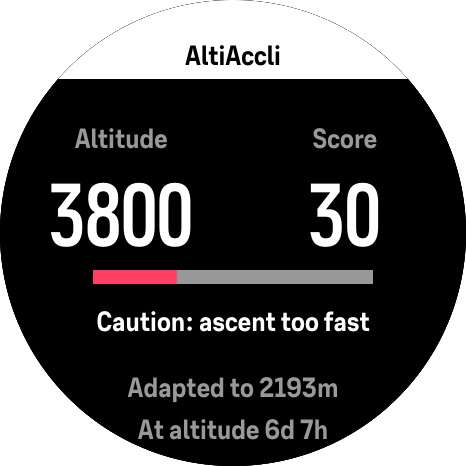 AltiAccli
Altitude Score
3800 30
Caution: ascent too fast
Adapted to 2193m
At altitude 6d 7h